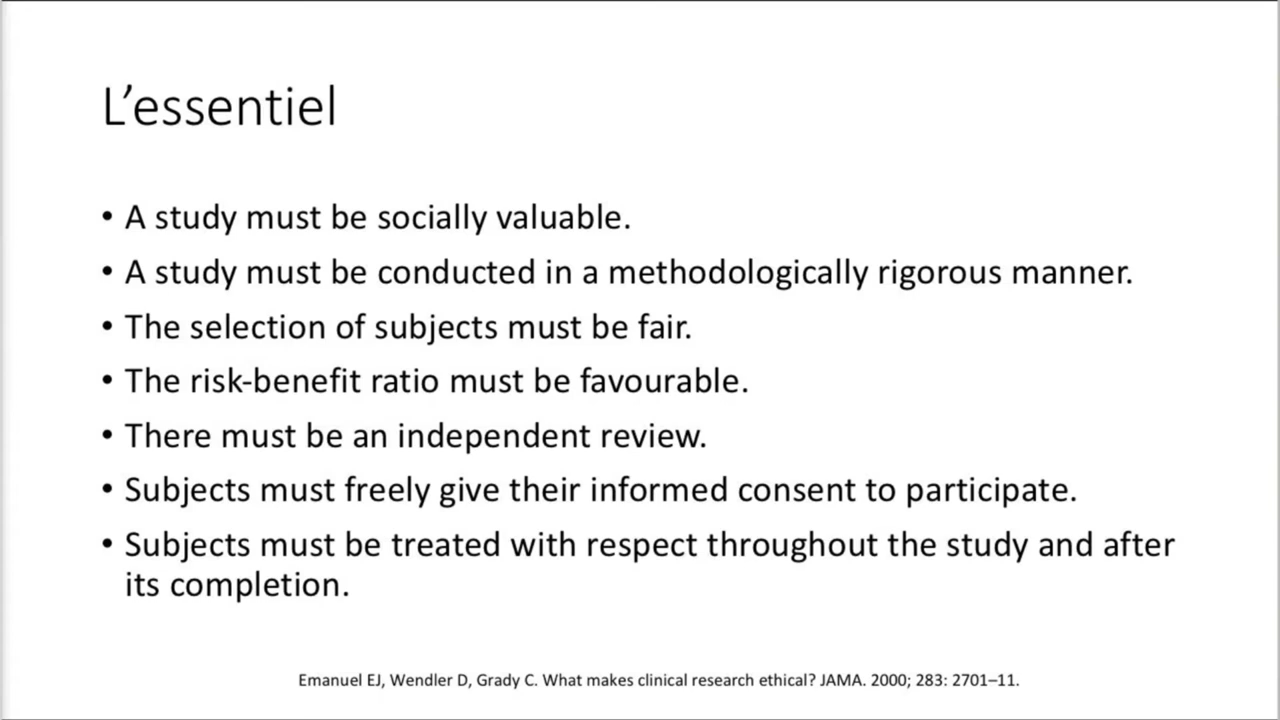 L’essentiel
• A study must be socially valuable.
• A study must be conducted in a methodologically rigorous manner.
• The selection of subjects must be fair.
• The risk-benefit ratio must be favourable.
• There must be an independent review.
• Subjects must freely give their informed consent to participate.
• Subjects must be treated with respect throughout the study and after
its completion.
Emanuel EJ, Wendler D, Grady C. What makes clinical research ethical? JAMA. 2000; 283: 2701–11.